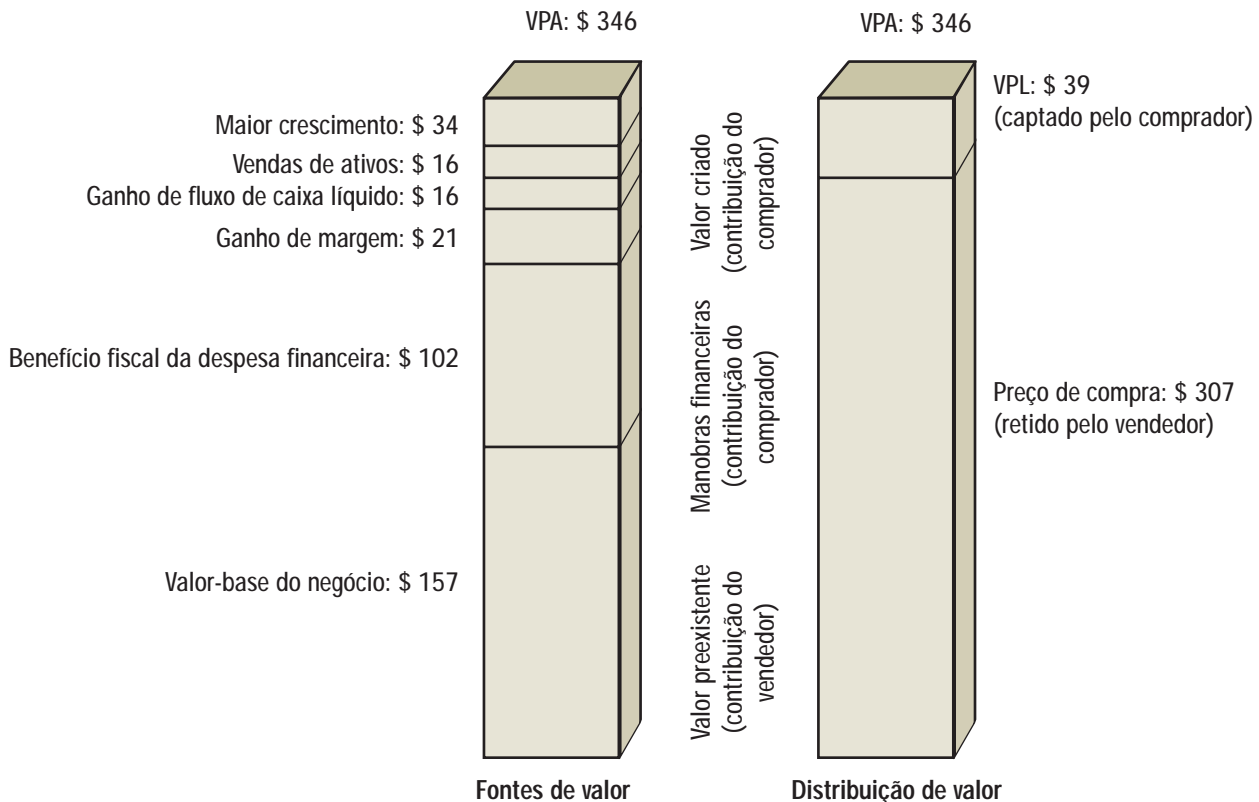 VPA: $ 346
VPA: $ 346
Maior crescimento: $ 34
Vendas de ativos: $ 16
Ganho de fluxo de caixa líquido: $ 16
Ganho de margem: $ 21
Benefício fiscal da despesa financeira: $ 102
Valor-base do negócio: $ 157
Valor criado
(contribuição do
comprador)
Manobras financeiras
(contribuição do
comprador)
Valor preexistente
(contribuição do
vendedor)
VPL: $ 39
(captado pelo comprador)
Preço de compra: $ 307
(retido pelo vendedor)
Fontes de valor
Distribuição de valor